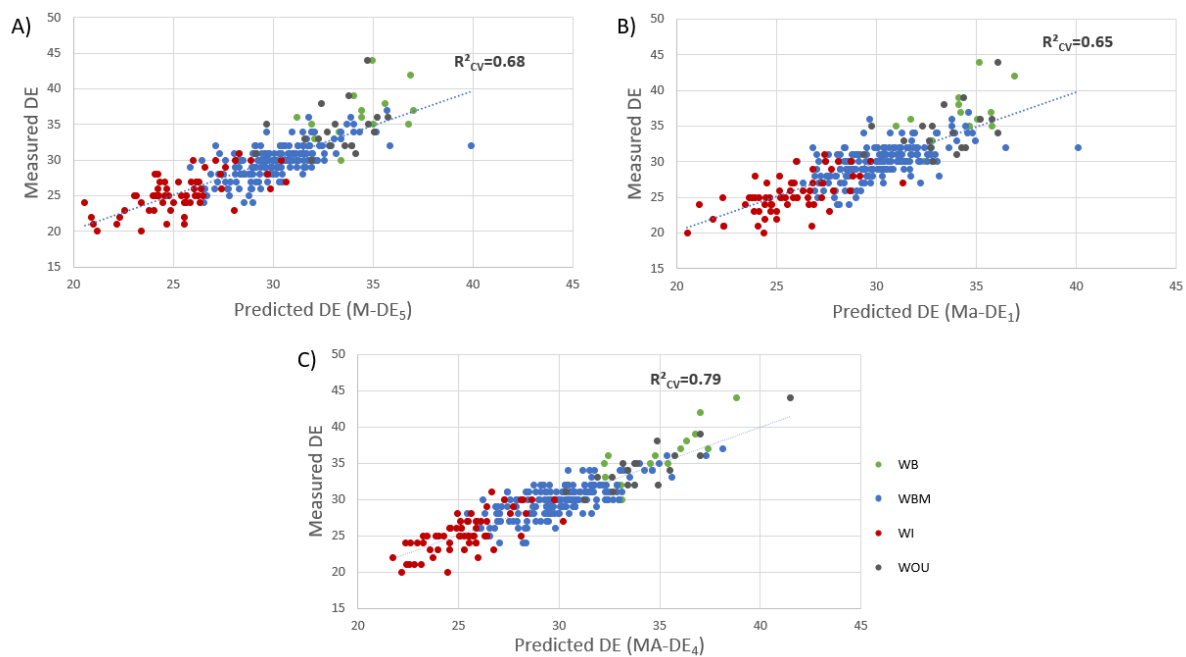 A)
R²CV=0.68
Measured DE
50
45
40
35
30
25
20
15
20 25 30 35 40 45
Predicted DE (M-DE5)
B)
R²CV=0.65
Measured DE
50
45
40
35
30
25
20
15
20 25 30 35 40 45
Predicted DE (Ma-DE1)
C)
R²CV=0.79
Measured DE
50
45
40
35
30
25
20
15
20 25 30 35 40 45
Predicted DE (MA-DE4)
WB
WBM
WI
WOU